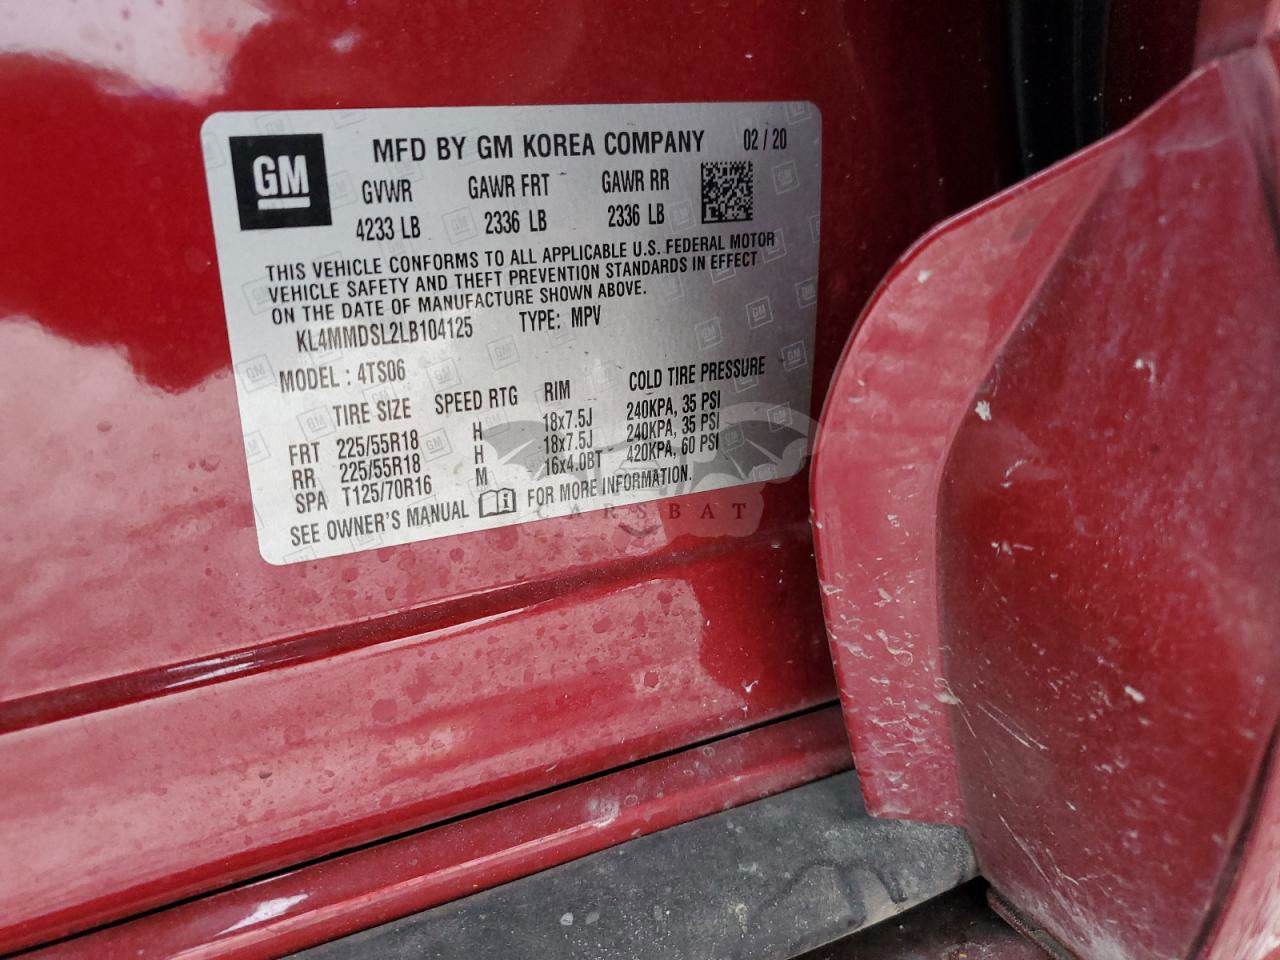 GM
MFD BY GM KOREA COMPANY 02 / 20
GVWR GAWR FRT GAWR RR
4233 LB 2336 LB 2336 LB
THIS VEHICLE CONFORMS TO ALL APPLICABLE U.S. FEDERAL MOTOR
VEHICLE SAFETY AND THEFT PREVENTION STANDARDS IN EFFECT
ON THE DATE OF MANUFACTURE SHOWN ABOVE.
KL4MMDSL2LB104125 TYPE: MPV
MODEL : 4TS06
TIRE SIZE SPEED RTG RIM COLD TIRE PRESSURE
FRT 225/55R18 H 18x7.5J 240KPA, 35 PSI
RR 225/55R18 H 18x7.5J 240KPA, 35 PSI
SPA T125/70R16 M 16x4.0BT 420KPA, 60 PSI
SEE OWNER'S MANUAL FOR MORE INFORMATION.
CARSBAT